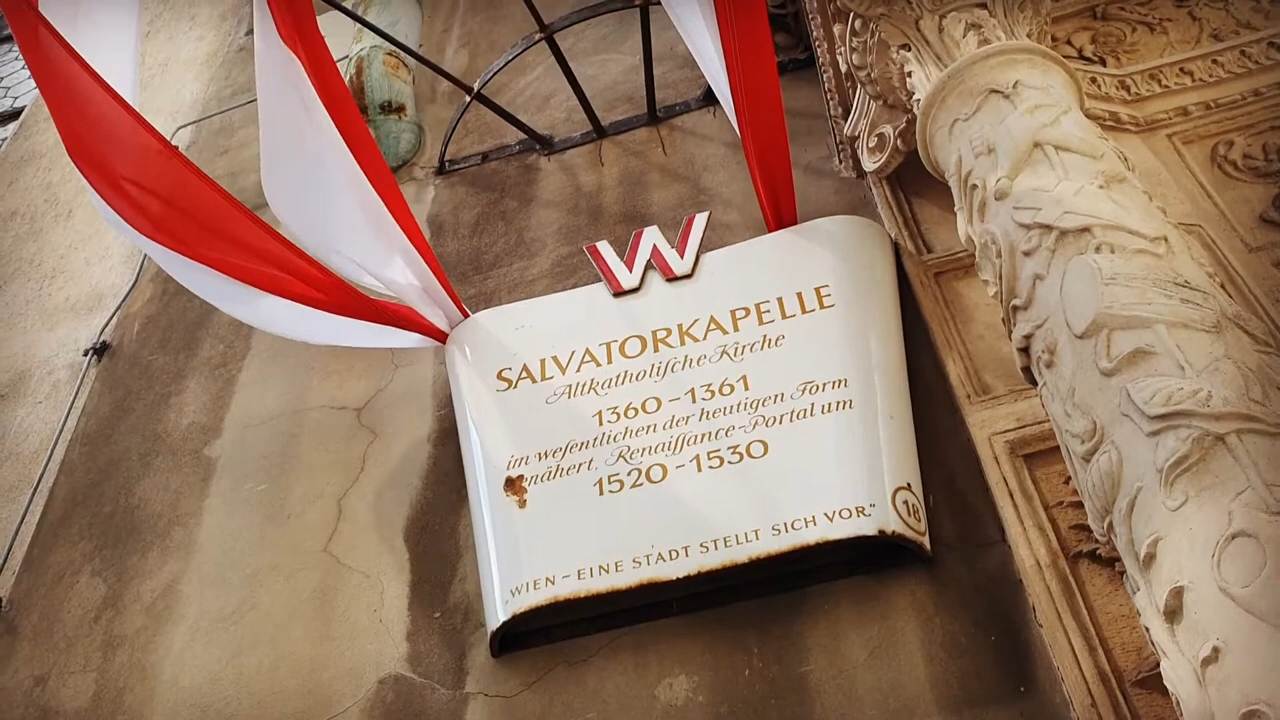 W
SALVATORKAPELLE
Altkatholiſche Kirche
1360-1361
im weſentlichen der heutigen Form
enähert. Renaiſſance-Portal um
1520-1530
„WIEN - EINE STADT STELLT SICH VOR."
18